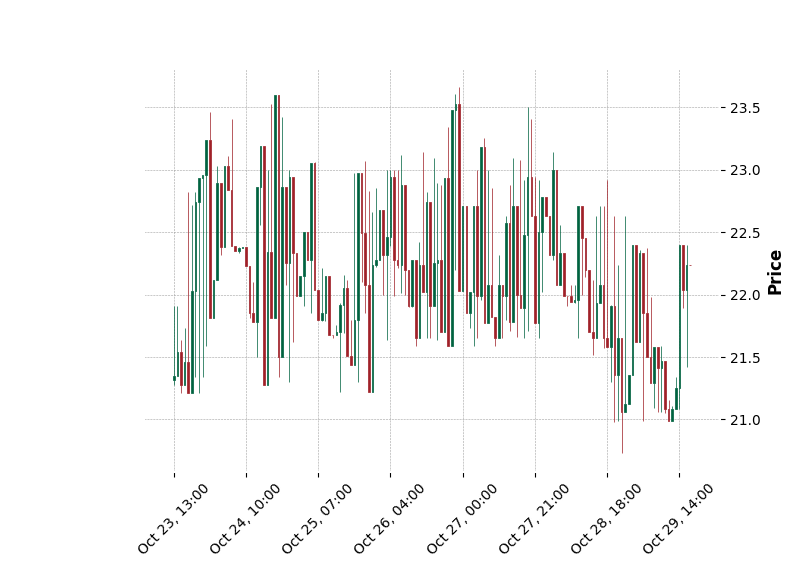 23.5
23.0
22.5
22.0
21.5
21.0
Price
Oct 23, 13:00
Oct 24, 10:00
Oct 25, 07:00
Oct 26, 04:00
Oct 27, 00:00
Oct 27, 21:00
Oct 28, 18:00
Oct 29, 14:00